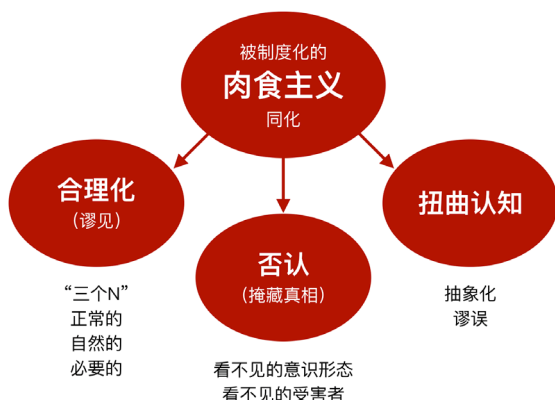 被制度化的
肉食主义
同化
合理化
（谬见）
否认
（掩藏真相）
扭曲认知
“三个N”
正常的
自然的
必要的
看不见的意识形态
看不见的受害者
抽象化
谬误